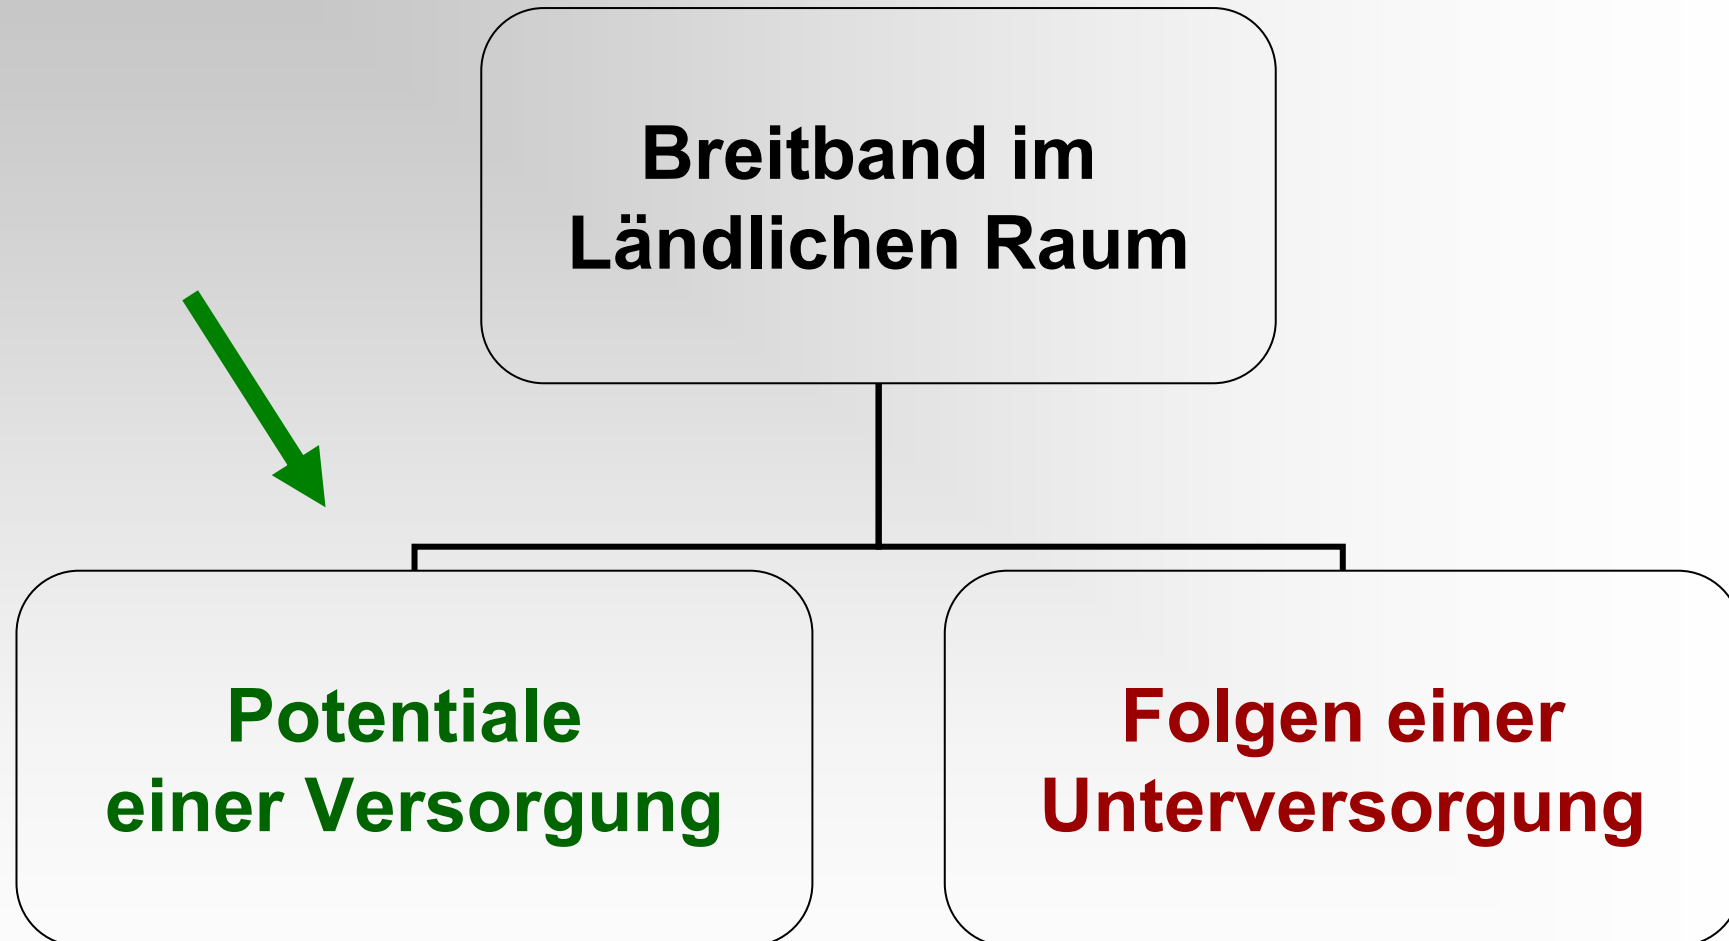 Breitband im
Ländlichen Raum
Potentiale
einer Versorgung
Folgen einer
Unterversorgung